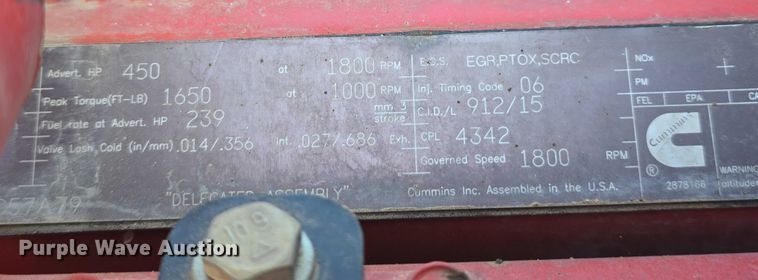 Advert. HP 450 at 1800 RPM
Peak Torque(FT-LB) 1650 at 1000 RPM
Fuel rate at Advert. HP 239 mm 3 stroke
Valve Lash Cold (in/mm) .014/.356 Int. .027/.686 Exh.
57A79
"DELEGATED ASSEMBLY"
E.C.S. EGR,PTOX,SCRC
Inj. Timing Code 06
C.I.D./L 912/15
CPL 4342
Governed Speed 1800 RPM
Cummins Inc. Assembled in the U.S.A.
NOx
PM
FEL EPA CA
Cummins
®
2878166
WARNING
altitude
Purple Wave Auction